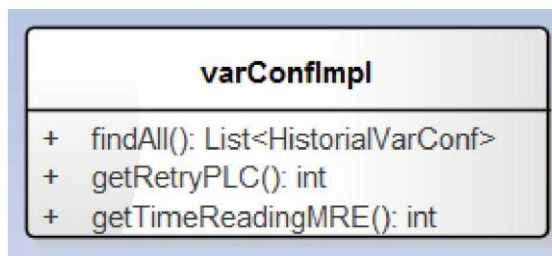 varConfImpl
+ findAll(): List<HistorialVarConf>
+ getRetryPLC(): int
+ getTimeReadingMRE(): int